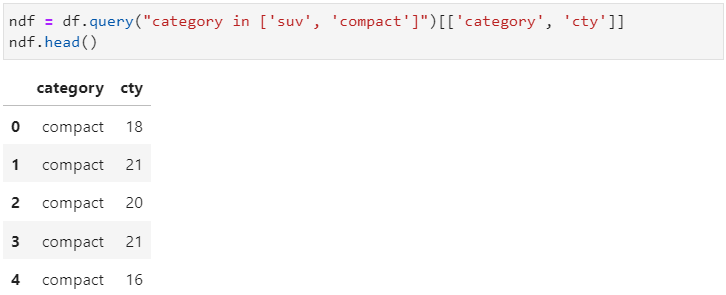 ndf = df.query("category in ['suv', 'compact']")[['category', 'cty']]
ndf.head()
category cty
0 compact 18
1 compact 21
2 compact 20
3 compact 21
4 compact 16